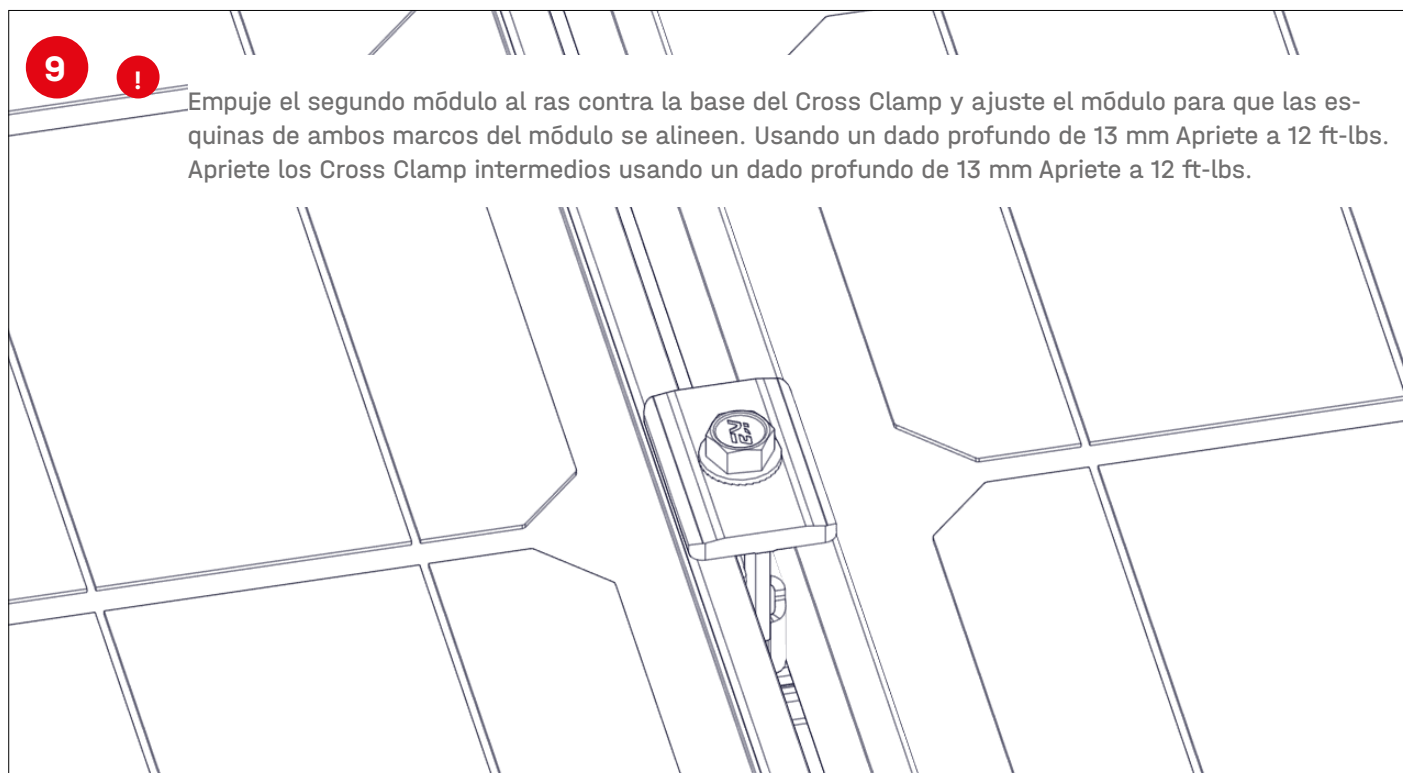 9
!
Empuje el segundo módulo al ras contra la base del Cross Clamp y ajuste el módulo para que las es-
quinas de ambos marcos del módulo se alineen. Usando un dado profundo de 13 mm Apriete a 12 ft-lbs.
Apriete los Cross Clamp intermedios usando un dado profundo de 13 mm Apriete a 12 ft-lbs.